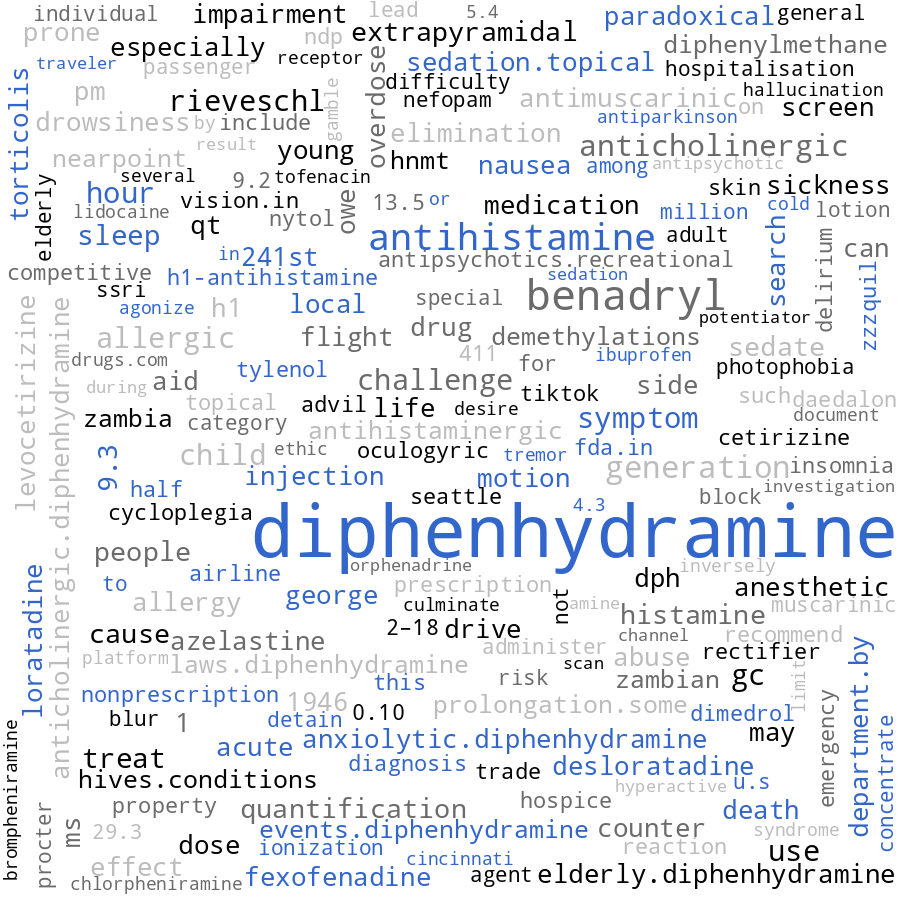 individual impairment lead 5.4 paradoxical general
prone especially ndp extrapyramidal diphenylmethane
traveler passenger receptor sedation.topical hospitalisation
pm rieveschl gamble overdose difficulty nefopam antimuscarinic on hallucination screen
torticolis drowsiness by include antiparkinson
result elimination anticholinergic
nearpoint young hnmt nausea among antipsychotic
elderly several 9.2 tofenacin skin sickness
hour vision.in owe 13.5 or medication million cold lotion
lidocaine qt nytol
sleep antihistamine adult search delirium can
in 241st antipsychotics.recreational
competitive h1-antihistamine sedation zzzquil
ssri
agonize h1 local special benadryl potentiator
levocetirizine anticholinergic.diphenhydramine allergic flight drug demethylations
drugs.com 411 for ibuprofen sedate photophobia
during aid tylenol challenge side
topical advil life desire tiktok such daedalon
zambia category symptom document
antihistaminergic cetirizine
9.3 child ethic oculogyric tremor fda.in
half injection motion generation insomnia
seattle block investigation
cycloplegia 4.3
diphenhydramine
people orphenadrine inversely
loratadine to airline prescription dph anesthetic
allergy george culminate not amine histamine muscarinic
cause azelastine 2–18 drive channel recommend
administer rectifier
platform laws.diphenhydramine scan abuse
this risk zambian gc limit department.by
nonprescription 1946 prolongation.some
blur 1 detain 0.10 dimedrol may emergency
brompheniramine acute anxiolytic.diphenhydramine concentrate
treat diagnosis trade desloratadine
hives.conditions hyperactive u.s
procter property quantification hospice death
ms 29.3 events.diphenhydramine counter syndrome
dose ionization reaction use
effect cincinnati
chlorpheniramine fexofenadine agent elderly.diphenhydramine